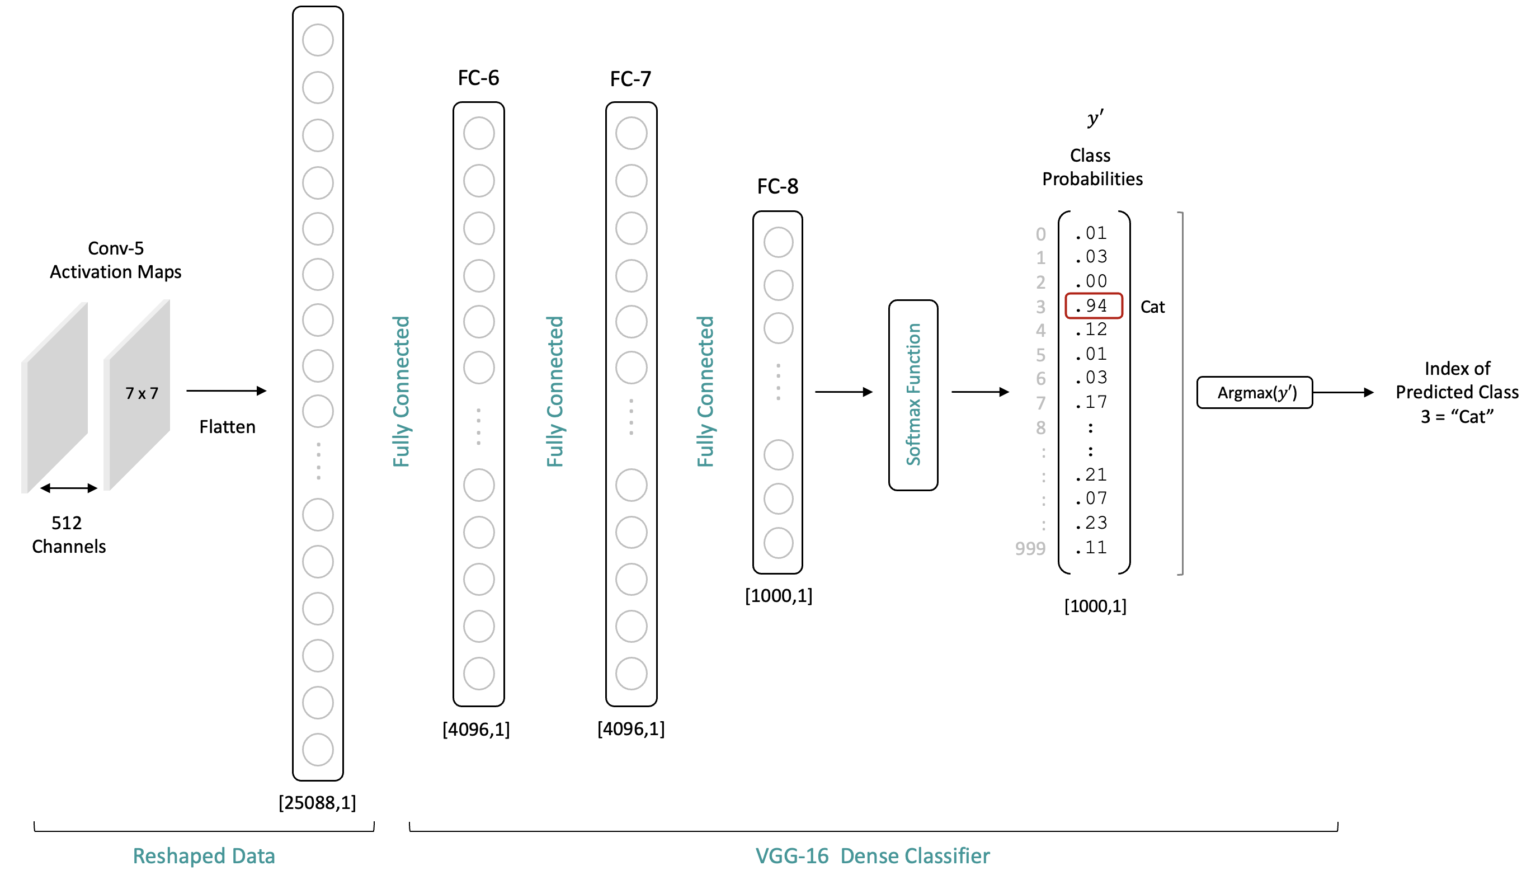 Conv-5
Activation Maps
7 x 7
512
Channels
Flatten
[25088,1]
Reshaped Data
Fully Connected
FC-6
[4096,1]
Fully Connected
FC-7
[4096,1]
Fully Connected
FC-8
[1000,1]
Softmax Function
y′
Class
Probabilities
0 .01
1 .03
2 .00
3 .94 Cat
4 .12
5 .01
6 .03
7 .17
8 :
: :
: .21
: .07
: .23
999 .11
[1000,1]
Argmax(y′)
Index of
Predicted Class
3 = “Cat”
VGG-16 Dense Classifier